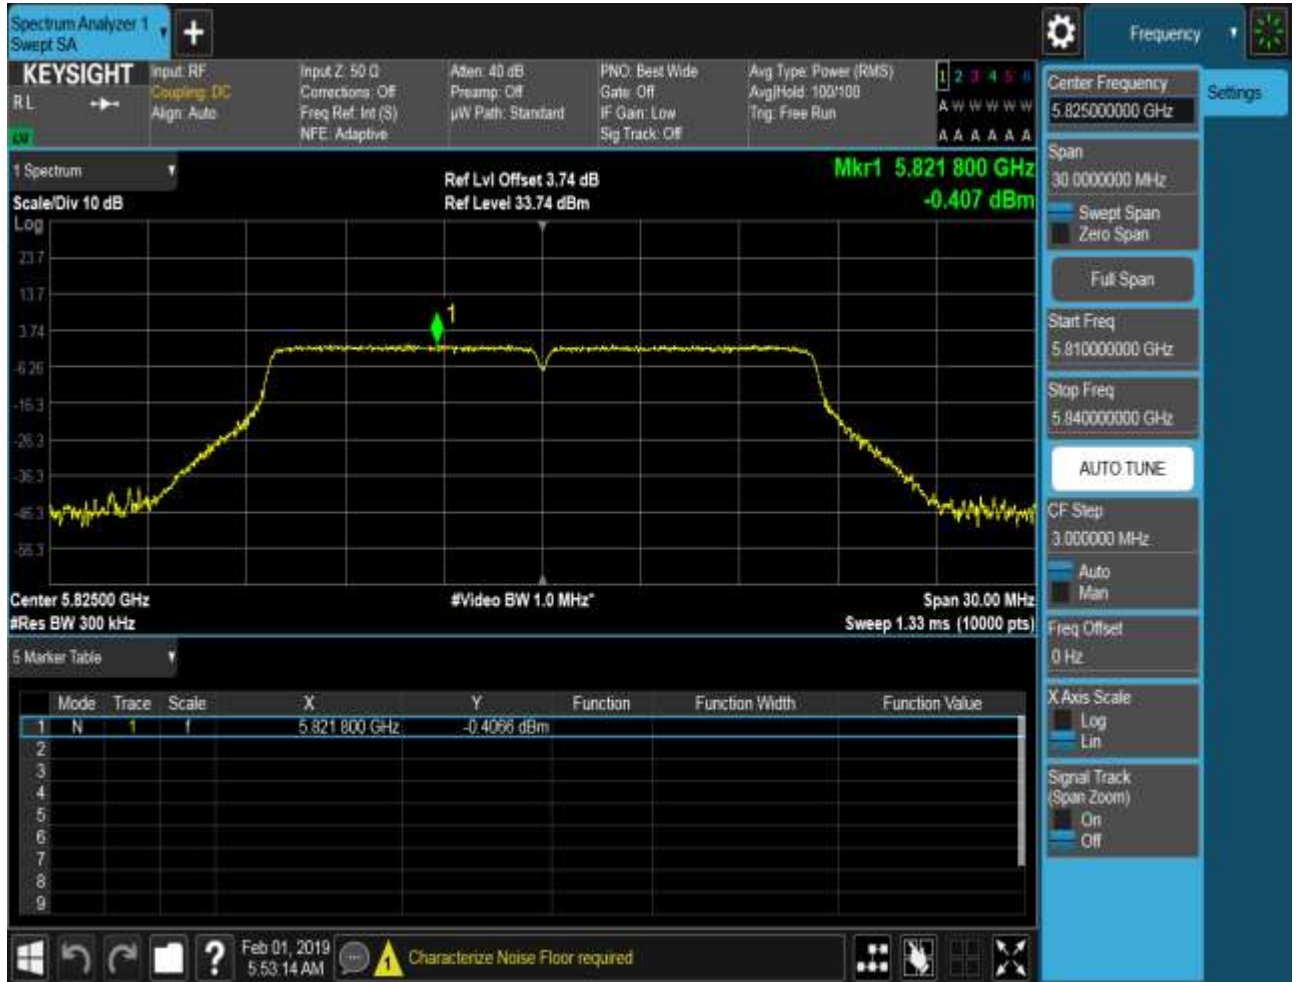 Spectrum Analyzer 1
Swept SA
+
Frequency
KEYSIGHT
R L
Input: RF
Coupling: DC
Align: Auto
Input Z: 50 Ω
Corrections: Off
Freq Ref: Int (S)
NFE: Adaptive
Atten: 40 dB
Preamp: Off
µW Path: Standard
PNO: Best Wide
Gate: Off
IF Gain: Low
Sig Track: Off
Avg Type: Power (RMS)
Avg|Hold: 100/100
Trig: Free Run
1 2 3 4 5 6
A W W W W W
A A A A A A
1 Spectrum
Scale/Div 10 dB
Ref Lvl Offset 3.74 dB
Ref Level 33.74 dBm
Mkr1 5.821 800 GHz
-0.407 dBm
Log
23.7
13.7
3.74
-6.26
-16.3
-26.3
-36.3
-46.3
-56.3
1
Center 5.82500 GHz
#Res BW 300 kHz
#Video BW 1.0 MHz*
Span 30.00 MHz
Sweep 1.33 ms (10000 pts)
5 Marker Table
Mode Trace Scale X Y Function Function Width Function Value
1 N 1 f 5.821 800 GHz -0.4066 dBm
2
3
4
5
6
7
8
9
Center Frequency
5.825000000 GHz
Settings
Span
30.0000000 MHz
Swept Span
Zero Span
Full Span
Start Freq
5.810000000 GHz
Stop Freq
5.840000000 GHz
AUTO TUNE
CF Step
3.000000 MHz
Auto
Man
Freq Offset
0 Hz
X Axis Scale
Log
Lin
Signal Track
(Span Zoom)
On
Off
?
Feb 01, 2019
5:53:14 AM
1
Characterize Noise Floor required